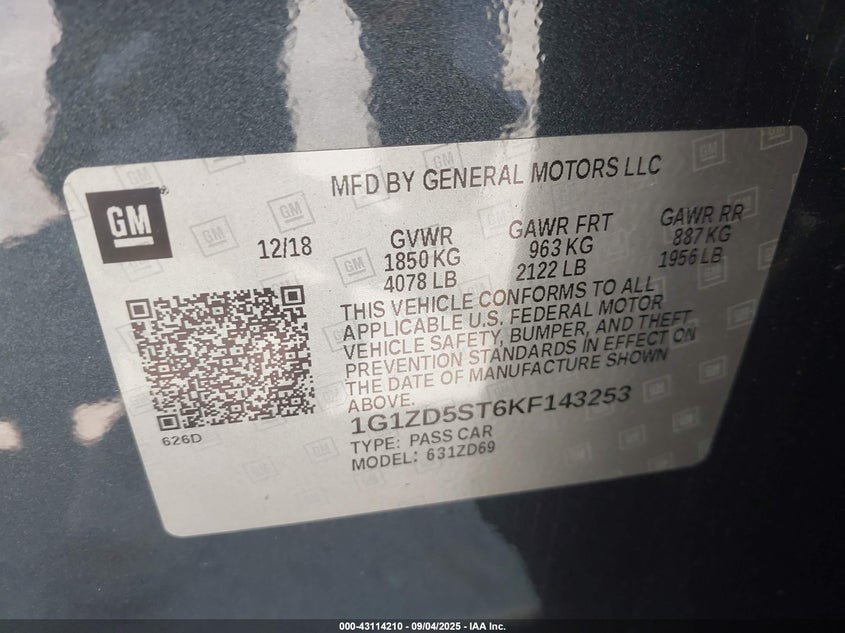 MFD BY GENERAL MOTORS LLC
GM
12/18
GVWR
1850 KG
4078 LB
GAWR FRT
963 KG
2122 LB
GAWR RR
887 KG
1956 LB
THIS VEHICLE CONFORMS TO ALL
APPLICABLE U.S. FEDERAL MOTOR
VEHICLE SAFETY, BUMPER, AND THEFT
PREVENTION STANDARDS IN EFFECT ON
THE DATE OF MANUFACTURE SHOWN
ABOVE.
626D
1G1ZD5ST6KF143253
TYPE: PASS CAR
MODEL: 631ZD69
000-43114210 - 09/04/2025 - IAA Inc.